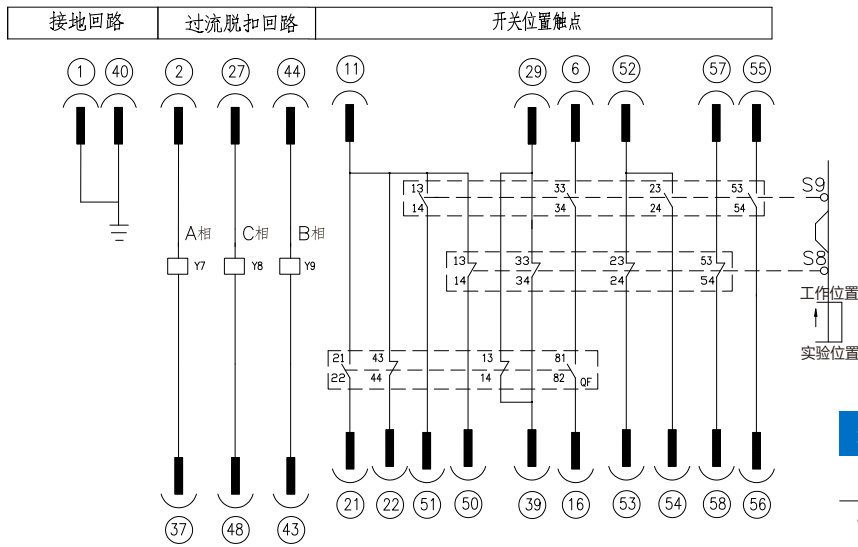 接地回路 过流脱扣回路 开关位置触点
1 40 2 27 44 11 29 6 52 57 55
13 33 23 53 S9
14 34 24 54
A相 C相 B相
Y7 Y8 Y9
13 33 23 53 S8
14 34 24 54
工作位置
实验位置
21 43 13 81
22 44 14 82 QF
21 22 51 50 39 16 53 54 58 56
37 48 43